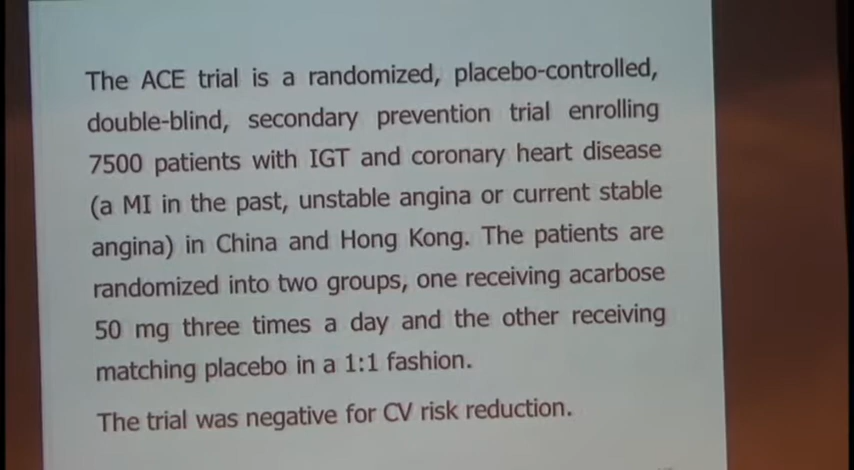 The ACE trial is a randomized, placebo-controlled,
double-blind, secondary prevention trial enrolling
7500 patients with IGT and coronary heart disease
(a MI in the past, unstable angina or current stable
angina) in China and Hong Kong. The patients are
randomized into two groups, one receiving acarbose
50 mg three times a day and the other receiving
matching placebo in a 1:1 fashion.
The trial was negative for CV risk reduction.